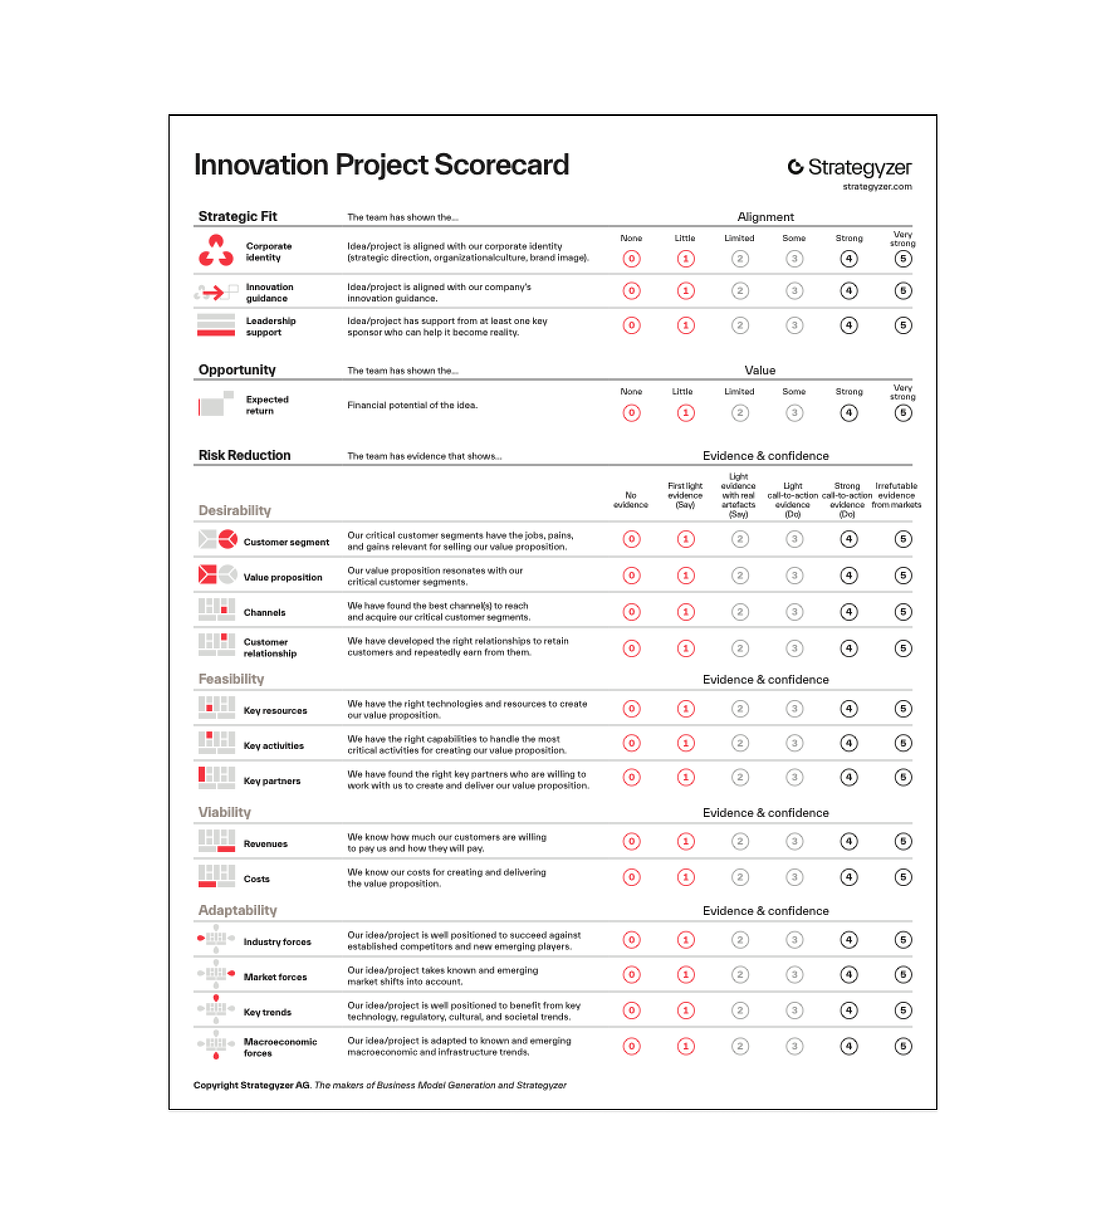 Innovation Project Scorecard
Strategyzer
strategyzer.com
Strategic Fit The team has shown the... Alignment
None Little Limited Some Strong Very strong
Corporate identity
Idea/project is aligned with our corporate identity
(strategic direction, organizationalculture, brand image).
0 1 2 3 4 5
Innovation guidance
Idea/project is aligned with our company's
innovation guidance.
0 1 2 3 4 5
Leadership support
Idea/project has support from at least one key
sponsor who can help it become reality.
0 1 2 3 4 5
Opportunity The team has shown the... Value
None Little Limited Some Strong Very strong
Expected return
Financial potential of the idea.
0 1 2 3 4 5
Risk Reduction The team has evidence that shows... Evidence & confidence
Desirability
No evidence
First light evidence (Say)
Light evidence with real artefacts (Say)
Light call-to-action evidence (Do)
Strong call-to-action evidence (Do)
Irrefutable evidence from markets
Customer segment
Our critical customer segments have the jobs, pains,
and gains relevant for selling our value proposition.
0 1 2 3 4 5
Value proposition
Our value proposition resonates with our
critical customer segments.
0 1 2 3 4 5
Channels
We have found the best channel(s) to reach
and acquire our critical customer segments.
0 1 2 3 4 5
Customer relationship
We have developed the right relationships to retain
customers and repeatedly earn from them.
0 1 2 3 4 5
Feasibility Evidence & confidence
Key resources
We have the right technologies and resources to create
our value proposition.
0 1 2 3 4 5
Key activities
We have the right capabilities to handle the most
critical activities for creating our value proposition.
0 1 2 3 4 5
Key partners
We have found the right key partners who are willing to
work with us to create and deliver our value proposition.
0 1 2 3 4 5
Viability Evidence & confidence
Revenues
We know how much our customers are willing
to pay us and how they will pay.
0 1 2 3 4 5
Costs
We know our costs for creating and delivering
the value proposition.
0 1 2 3 4 5
Adaptability Evidence & confidence
Industry forces
Our idea/project is well positioned to succeed against
established competitors and new emerging players.
0 1 2 3 4 5
Market forces
Our idea/project takes known and emerging
market shifts into account.
0 1 2 3 4 5
Key trends
Our idea/project is well positioned to benefit from key
technology, regulatory, cultural, and societal trends.
0 1 2 3 4 5
Macroeconomic forces
Our idea/project is adapted to known and emerging
macroeconomic and infrastructure trends.
0 1 2 3 4 5
Copyright Strategyzer AG. The makers of Business Model Generation and Strategyzer